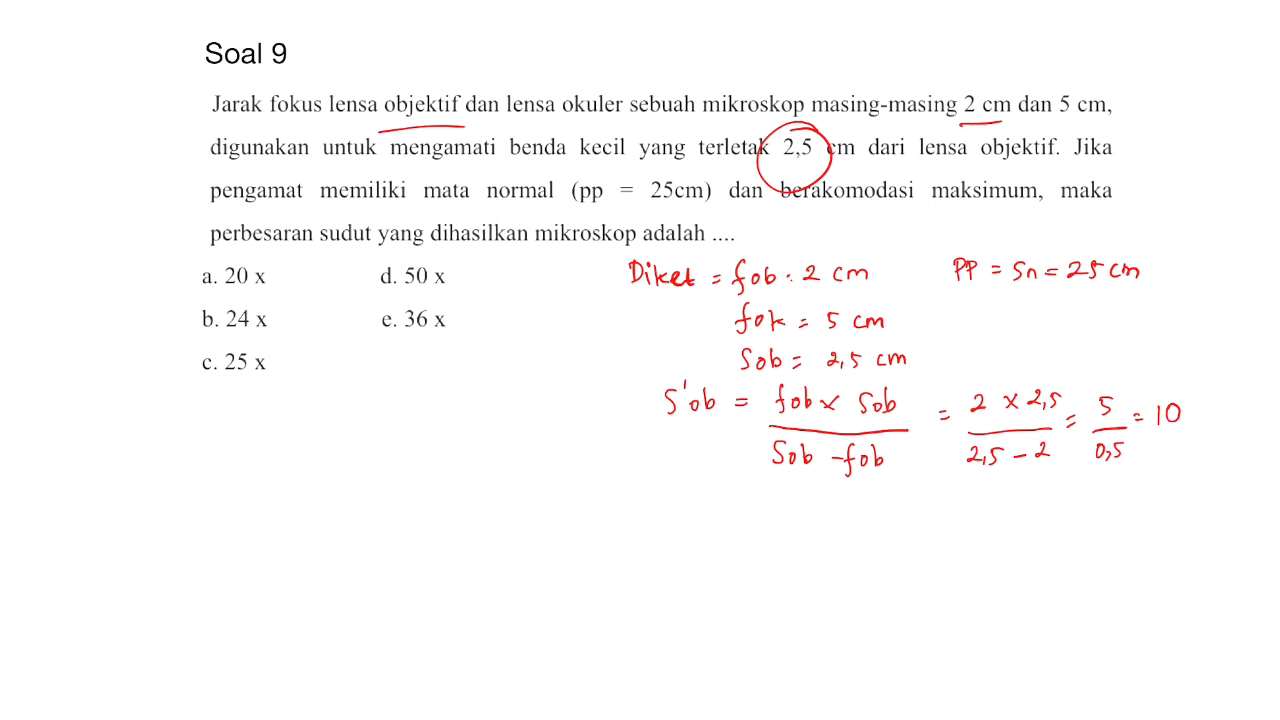 Soal 9
Jarak fokus lensa objektif dan lensa okuler sebuah mikroskop masing-masing 2 cm dan 5 cm,
digunakan untuk mengamati benda kecil yang terletak 2,5 cm dari lensa objektif. Jika
pengamat memiliki mata normal (pp = 25cm) dan berakomodasi maksimum, maka
perbesaran sudut yang dihasilkan mikroskop adalah ....
a. 20 x
d. 50 x
b. 24 x
e. 36 x
c. 25 x
Diket = fob . 2 cm
PP = Sn = 25 cm
fok = 5 cm
Sob = 2,5 cm
S'ob = fob x Sob / Sob - fob = 2 x 2,5 / 2,5 - 2 = 5 / 0,5 = 10